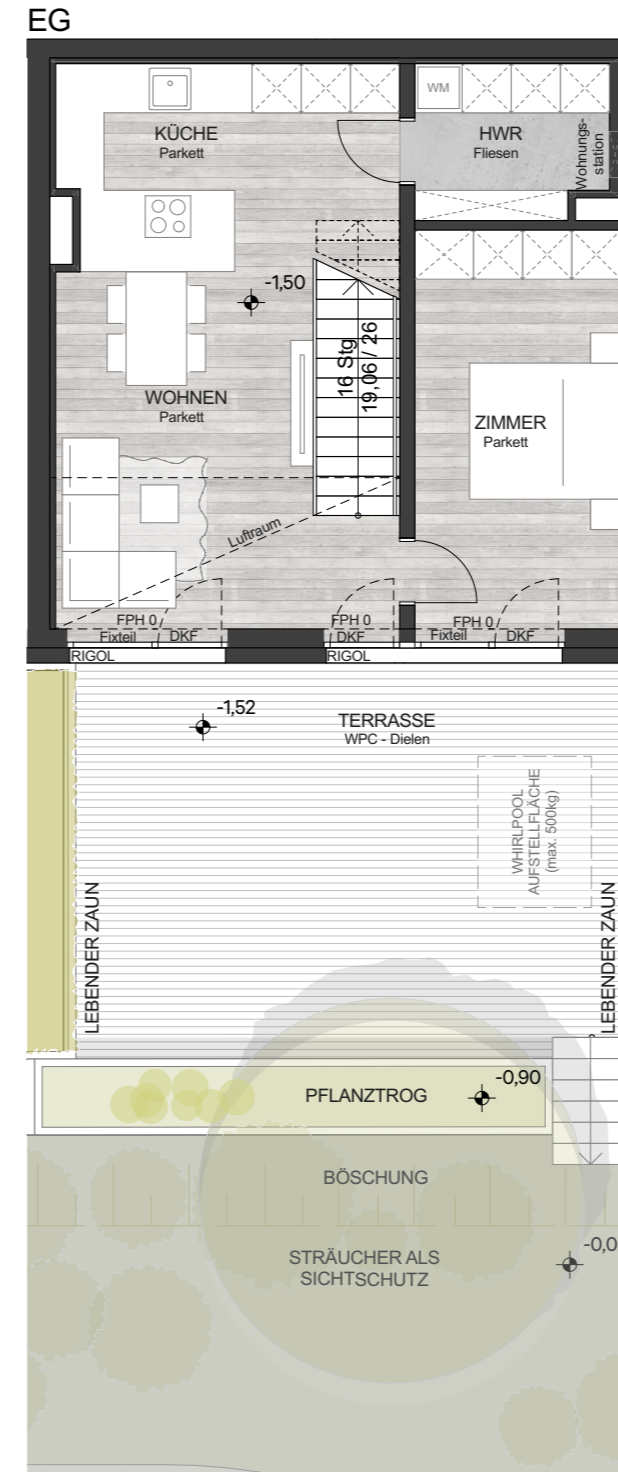 EG
WM
KÜCHE
Parkett
HWR
Fliesen
Wohnungs-
station
-1,50
16 Stg
19,06 / 26
WOHNEN
Parkett
ZIMMER
Parkett
Luftraum
FPH 0
Fixteil
DKF
FPH 0
DKF
FPH 0
Fixteil
DKF
RIGOL
RIGOL
-1,52
TERRASSE
WPC - Dielen
WHIRLPOOL
AUFSTELLFLÄCHE
(max. 500kg)
LEBENDER ZAUN
LEBENDER ZAUN
PFLANZTROG
-0,90
BÖSCHUNG
STRÄUCHER ALS
SICHTSCHUTZ
-0,0